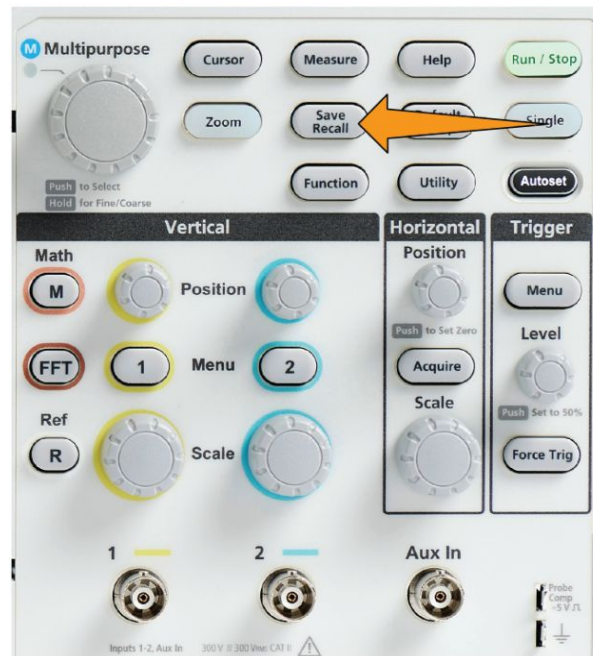 M Multipurpose
Cursor
Measure
Help
Run / Stop
Zoom
Save
Recall
Single
Push to Select
Hold for Fine/Coarse
Function
Utility
Autoset
Vertical
Horizontal
Trigger
Math
M
Position
Position
Push to Set Zero
Menu
Level
FFT
1
Menu
2
Acquire
Push Set to 50%
Ref
R
Scale
Scale
Force Trig
1
2
Aux In
Probe
Comp
~5 V
Inputs 1-2, Aux In
300 V
300 Vrms CAT II